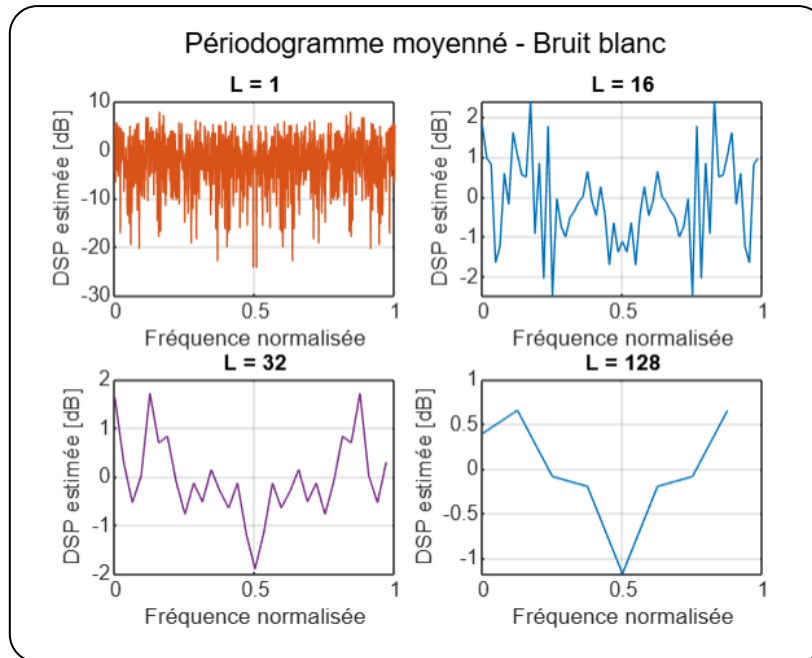 Périodogramme moyenné - Bruit blanc
L = 1
DSP estimée [dB]
10
0
-10
-20
-30
0
0.5
1
Fréquence normalisée
L = 16
DSP estimée [dB]
2
1
0
-1
-2
0
0.5
1
Fréquence normalisée
L = 32
DSP estimée [dB]
2
1
0
-1
-2
0
0.5
1
Fréquence normalisée
L = 128
DSP estimée [dB]
1
0.5
0
-0.5
-1
0
0.5
1
Fréquence normalisée